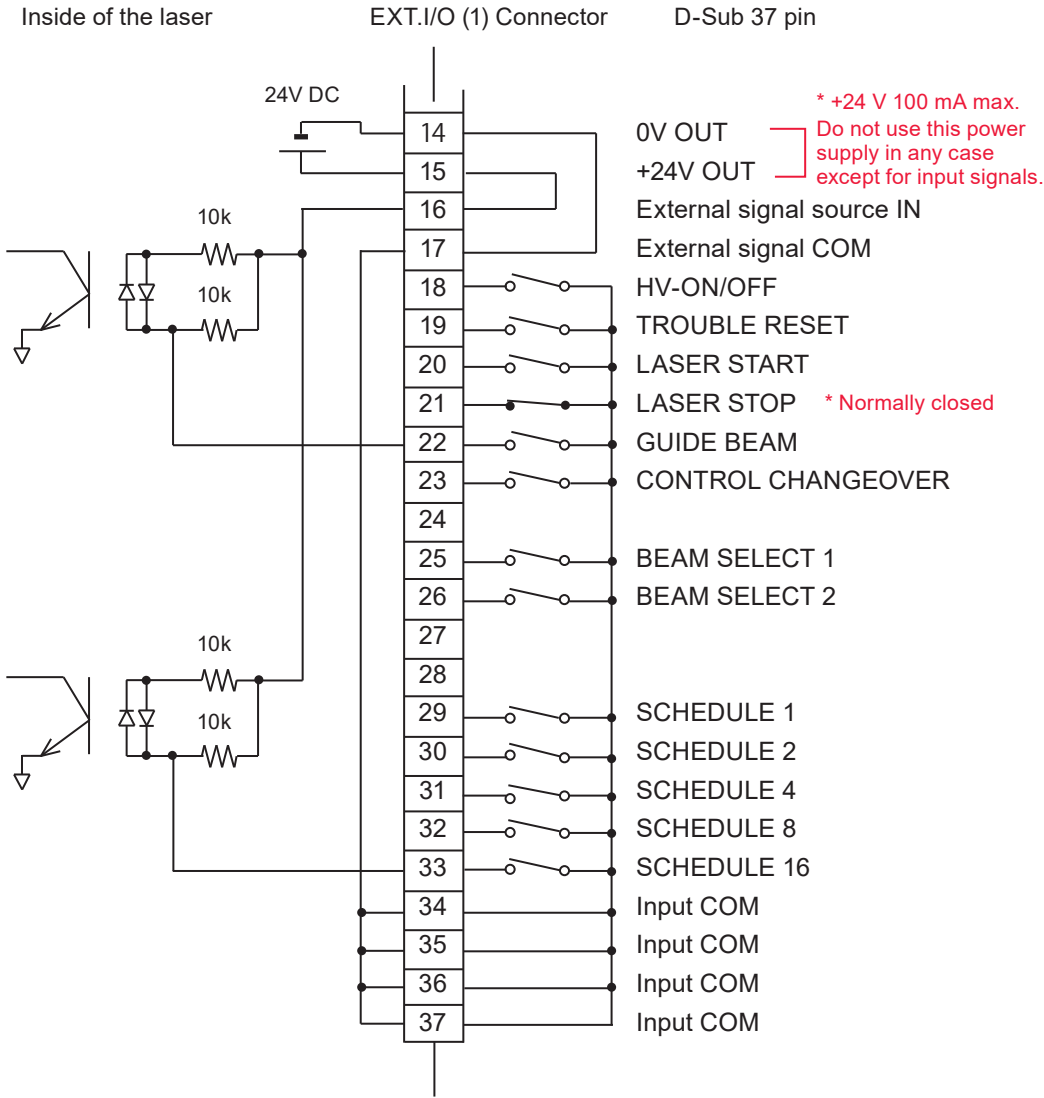 Inside of the laser EXT.I/O (1) Connector D-Sub 37 pin
24V DC
* +24 V 100 mA max.
Do not use this power
supply in any case
except for input signals.
14 0V OUT
15 +24V OUT
16 External signal source IN
10k
17 External signal COM
18 HV-ON/OFF
10k
19 TROUBLE RESET
20 LASER START
21 LASER STOP * Normally closed
22 GUIDE BEAM
23 CONTROL CHANGEOVER
24
25 BEAM SELECT 1
26 BEAM SELECT 2
27
10k
28
29 SCHEDULE 1
10k
30 SCHEDULE 2
31 SCHEDULE 4
32 SCHEDULE 8
33 SCHEDULE 16
34 Input COM
35 Input COM
36 Input COM
37 Input COM